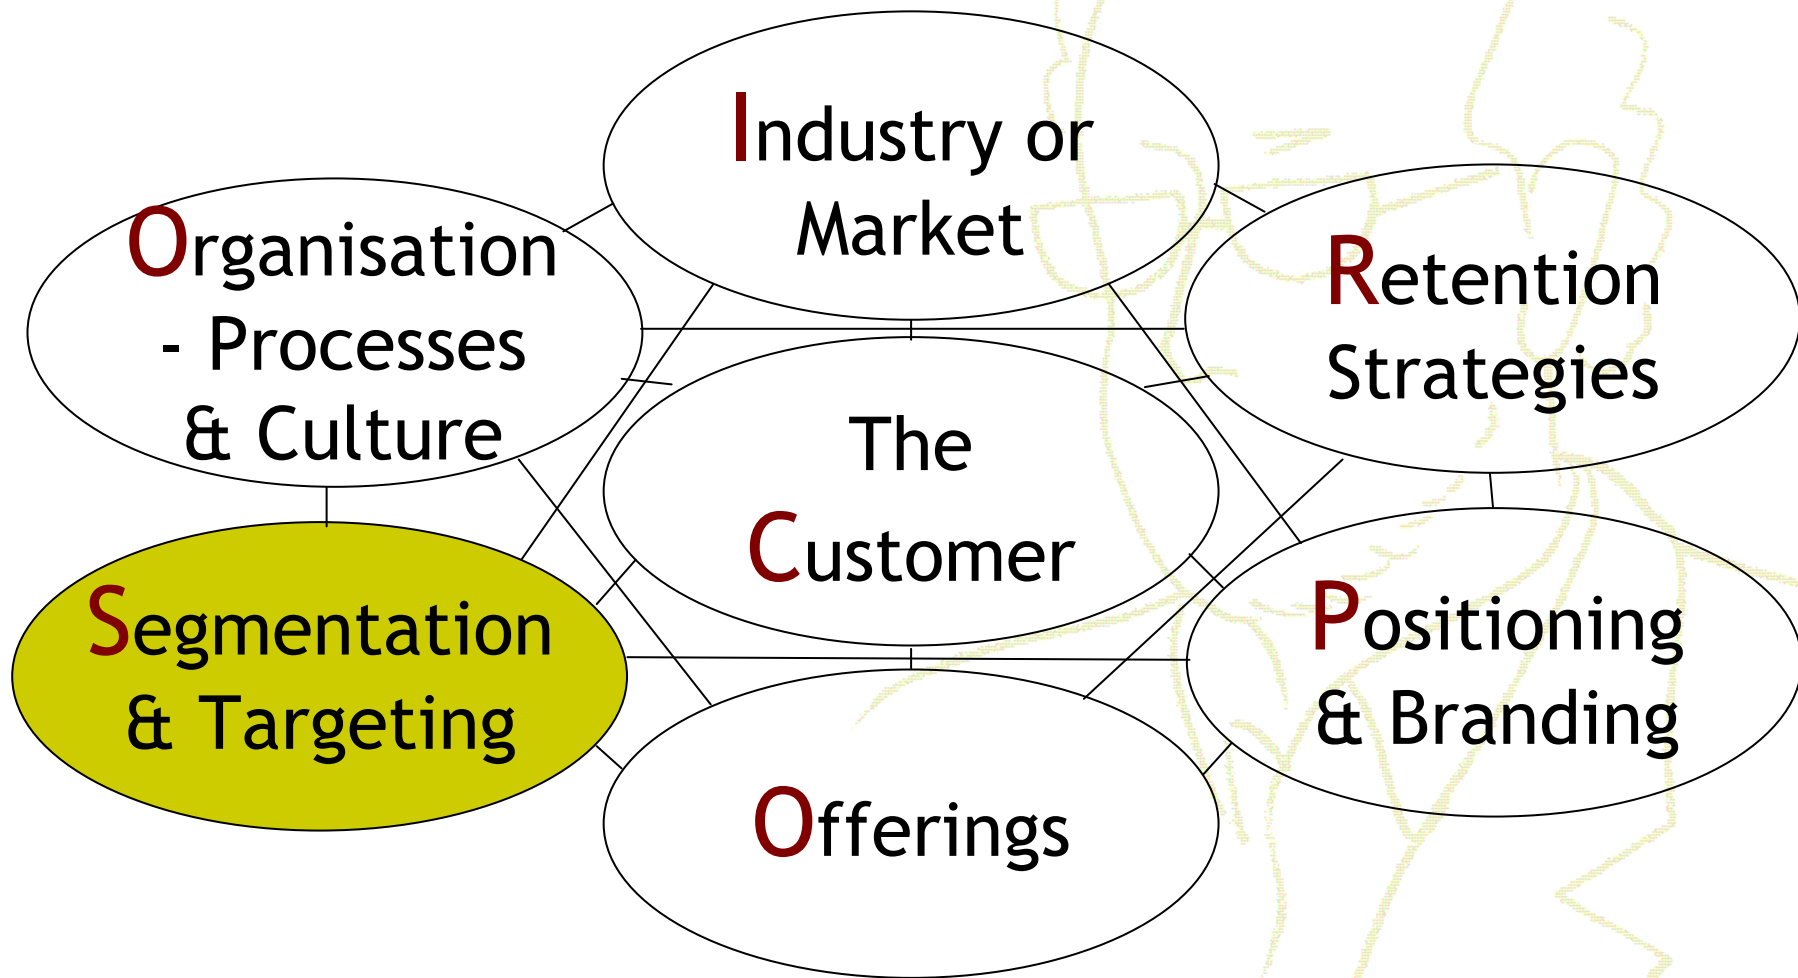 Industry or
Market
Organisation
- Processes
& Culture
Retention
Strategies
The
Customer
Segmentation
& Targeting
Positioning
& Branding
Offerings